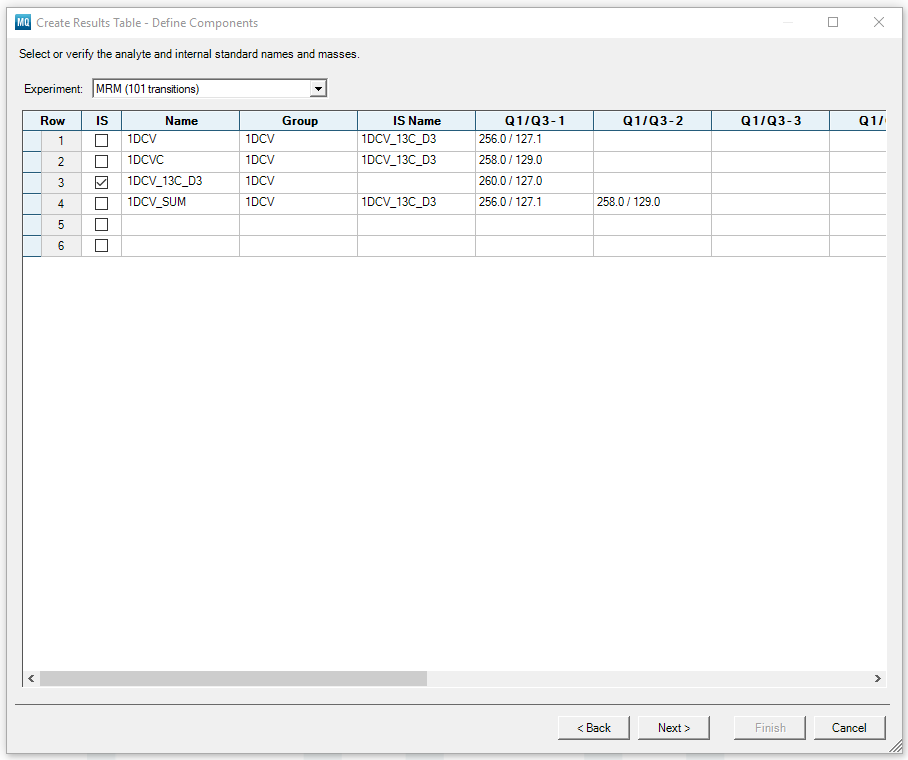 MQ Create Results Table - Define Components
Select or verify the analyte and internal standard names and masses.
Experiment: MRM (101 transitions)
Row IS Name Group IS Name Q1/Q3-1 Q1/Q3-2 Q1/Q3-3 Q1/
1 1DCV 1DCV 1DCV_13C_D3 256.0 / 127.1
2 1DCVC 1DCV 1DCV_13C_D3 258.0 / 129.0
3 1DCV_13C_D3 1DCV 260.0 / 127.0
4 1DCV_SUM 1DCV 1DCV_13C_D3 256.0 / 127.1 258.0 / 129.0
5
6
< Back Next > Finish Cancel